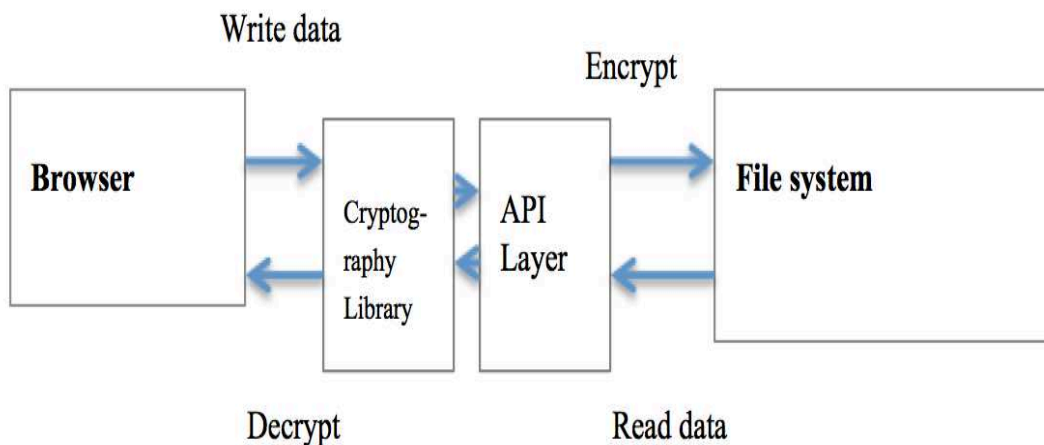 Write data
Encrypt
Browser
File system
Cryptog-
raphy
Library
API
Layer
Decrypt
Read data